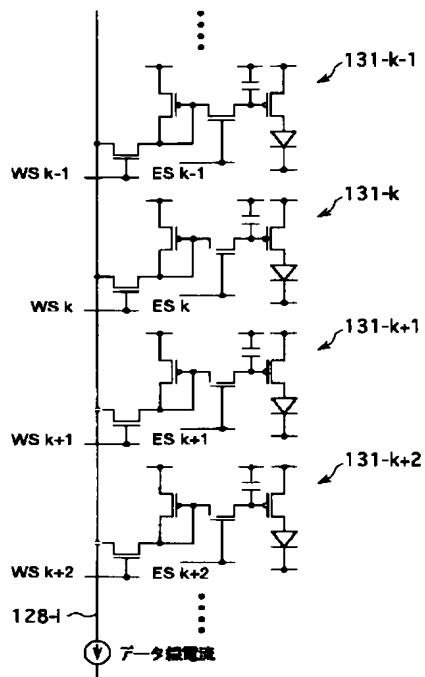 131-k-1
WS k-1
ES k-1
131-k
WS k
ES k
131-k+1
WS k+1
ES k+1
131-k+2
WS k+2
ES k+2
128-i
データ線電流